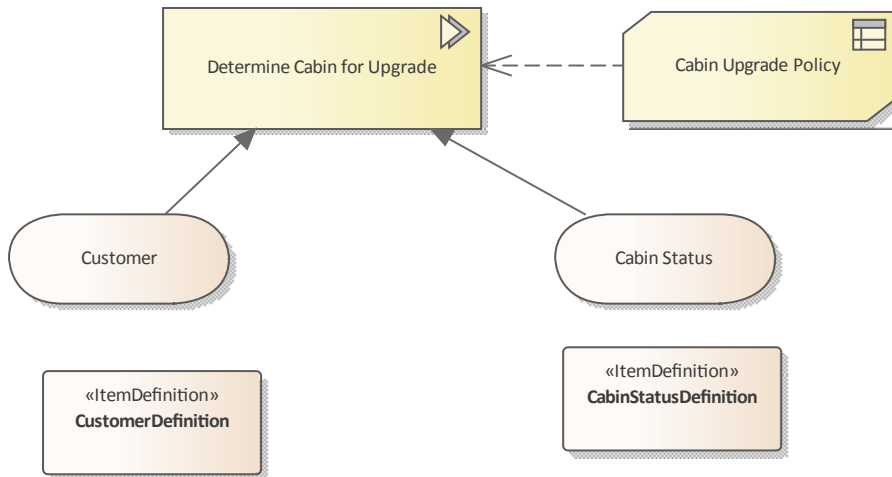 Determine Cabin for Upgrade
Cabin Upgrade Policy
Customer
Cabin Status
«ItemDefinition»
CustomerDefinition
«ItemDefinition»
CabinStatusDefinition